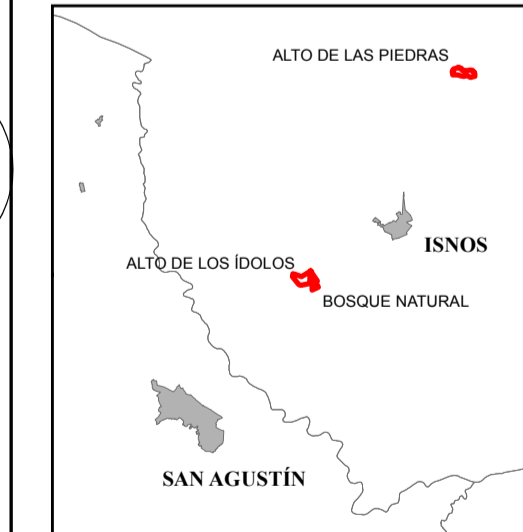 ALTO DE LAS PIEDRAS
ISNOS
ALTO DE LOS ÍDOLOS
BOSQUE NATURAL
SAN AGUSTÍN